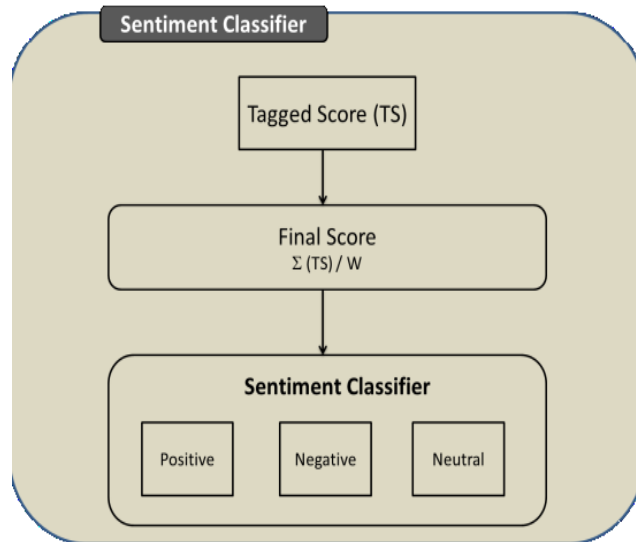 Sentiment Classifier
Tagged Score (TS)
Final Score
Σ (TS) / W
Sentiment Classifier
Positive
Negative
Neutral